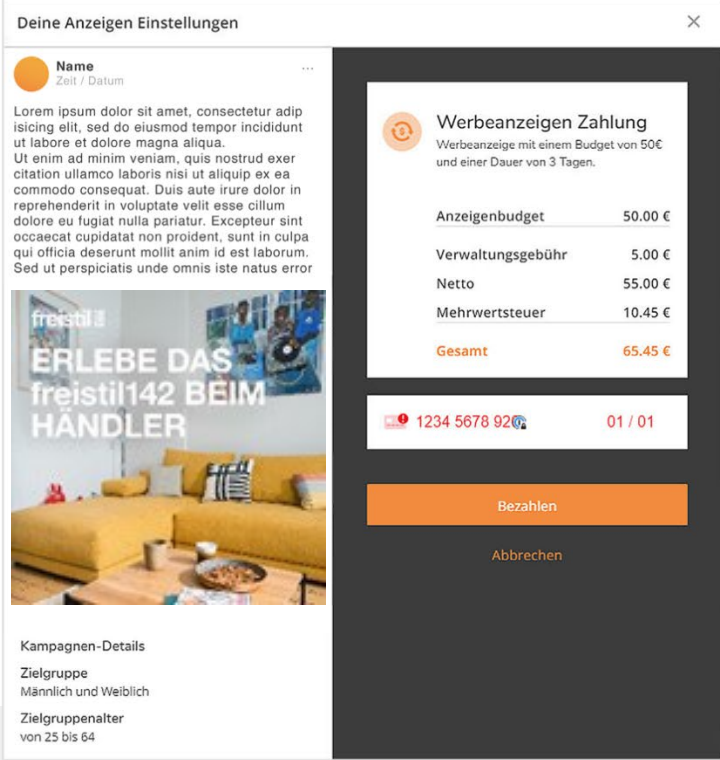 Deine Anzeigen Einstellungen
Name
Zeit / Datum
Lorem ipsum dolor sit amet, consectetur adip
isicing elit, sed do eiusmod tempor incididunt
ut labore et dolore magna aliqua.
Ut enim ad minim veniam, quis nostrud exer
citation ullamco laboris nisi ut aliquip ex ea
commodo consequat. Duis aute irure dolor in
reprehenderit in voluptate velit esse cillum
dolore eu fugiat nulla pariatur. Excepteur sint
occaecat cupidatat non proident, sunt in culpa
qui officia deserunt mollit anim id est laborum.
Sed ut perspiciatis unde omnis iste natus error
freistil
ERLEBE DAS
freistil142 BEIM
HÄNDLER
Kampagnen-Details
Zielgruppe
Männlich und Weiblich
Zielgruppenalter
von 25 bis 64
Werbeanzeigen Zahlung
Werbeanzeige mit einem Budget von 50€
und einer Dauer von 3 Tagen.
Anzeigenbudget 50.00 €
Verwaltungsgebühr 5.00 €
Netto 55.00 €
Mehrwertsteuer 10.45 €
Gesamt 65.45 €
1234 5678 92 01 / 01
Bezahlen
Abbrechen